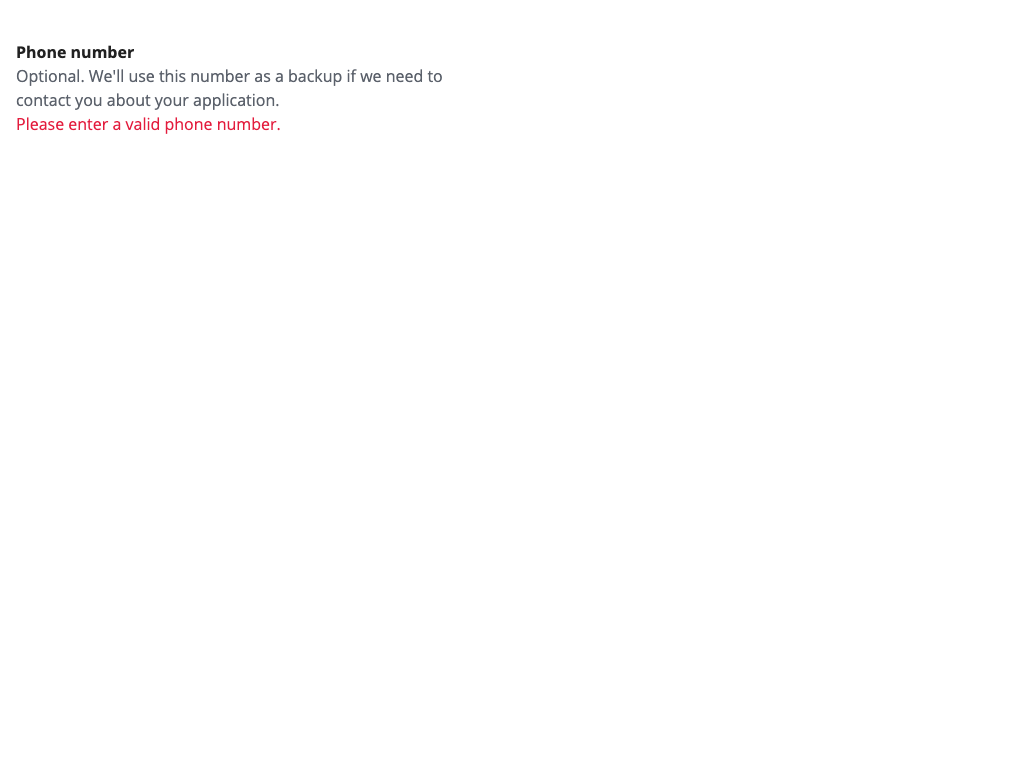 Phone number
Optional. We'll use this number as a backup if we need to
contact you about your application.
Please enter a valid phone number.